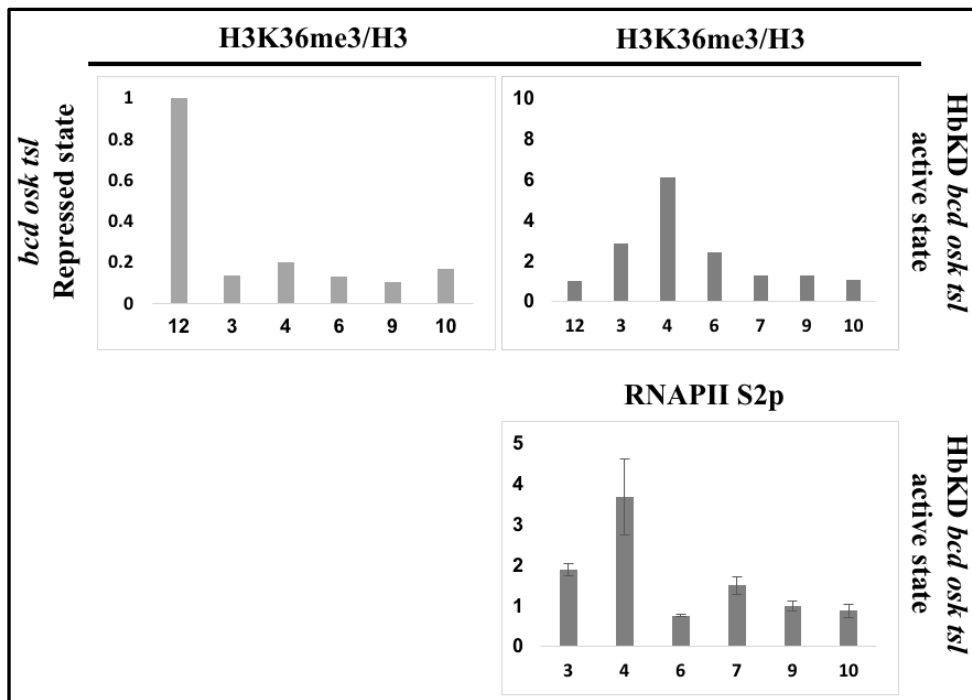 H3K36me3/H3
H3K36me3/H3
bcd osk tsl
Repressed state
1
0.8
0.6
0.4
0.2
0
12 3 4 6 9 10
10
8
6
4
2
0
12 3 4 6 7 9 10
HbKD bcd osk tsl
active state
RNAPII S2p
5
4
3
2
1
0
3 4 6 7 9 10
HbKD bcd osk tsl
active state